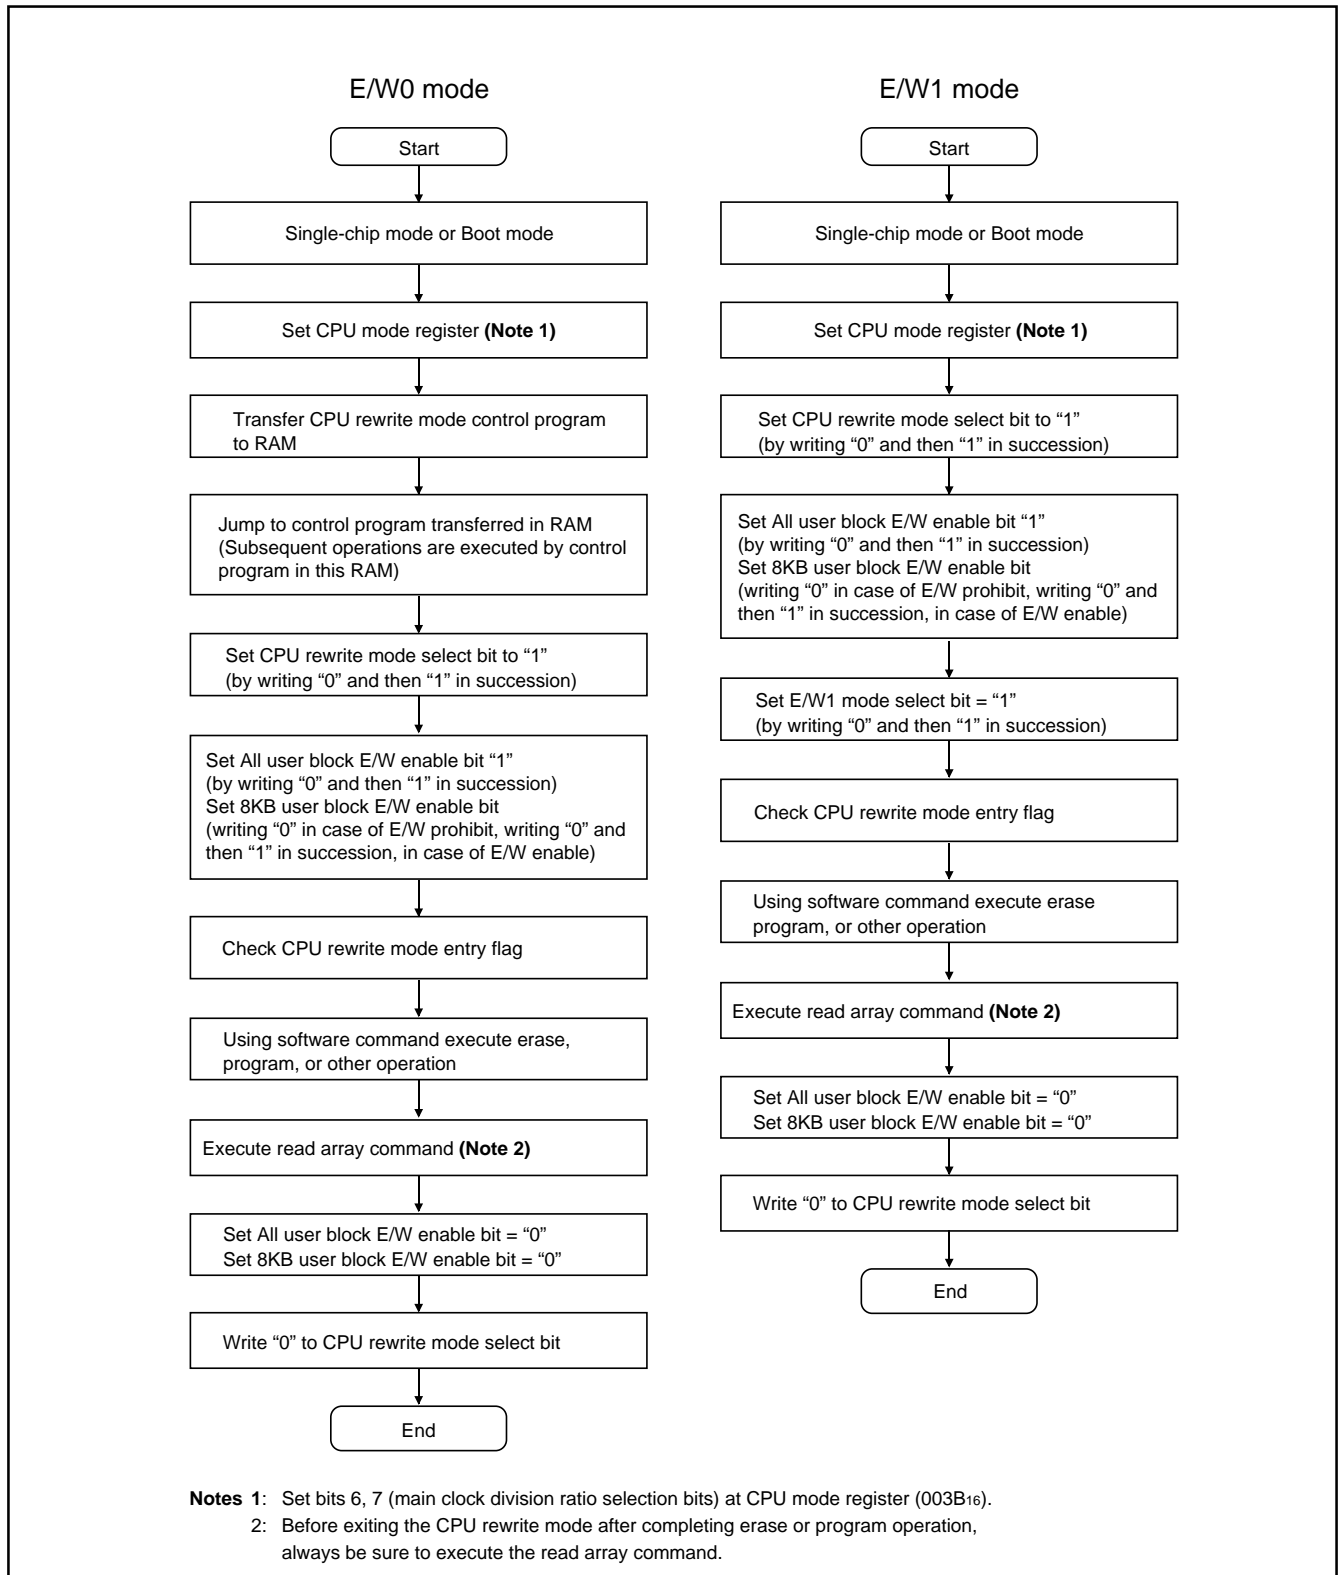 E/W0 mode
Start
Single-chip mode or Boot mode
Set CPU mode register (Note 1)
Transfer CPU rewrite mode control program
to RAM
Jump to control program transferred in RAM
(Subsequent operations are executed by control
program in this RAM)
Set CPU rewrite mode select bit to “1”
(by writing “0” and then “1” in succession)
Set All user block E/W enable bit “1”
(by writing “0” and then “1” in succession)
Set 8KB user block E/W enable bit
(writing “0” in case of E/W prohibit, writing “0” and
then “1” in succession, in case of E/W enable)
Check CPU rewrite mode entry flag
Using software command execute erase,
program, or other operation
Execute read array command (Note 2)
Set All user block E/W enable bit = “0”
Set 8KB user block E/W enable bit = “0”
Write “0” to CPU rewrite mode select bit
End
E/W1 mode
Start
Single-chip mode or Boot mode
Set CPU mode register (Note 1)
Set CPU rewrite mode select bit to “1”
(by writing “0” and then “1” in succession)
Set All user block E/W enable bit “1”
(by writing “0” and then “1” in succession)
Set 8KB user block E/W enable bit
(writing “0” in case of E/W prohibit, writing “0” and
then “1” in succession, in case of E/W enable)
Set E/W1 mode select bit = “1”
(by writing “0” and then “1” in succession)
Check CPU rewrite mode entry flag
Using software command execute erase
program, or other operation
Execute read array command (Note 2)
Set All user block E/W enable bit = “0”
Set 8KB user block E/W enable bit = “0”
Write “0” to CPU rewrite mode select bit
End
Notes 1: Set bits 6, 7 (main clock division ratio selection bits) at CPU mode register (003B16).
2: Before exiting the CPU rewrite mode after completing erase or program operation,
always be sure to execute the read array command.